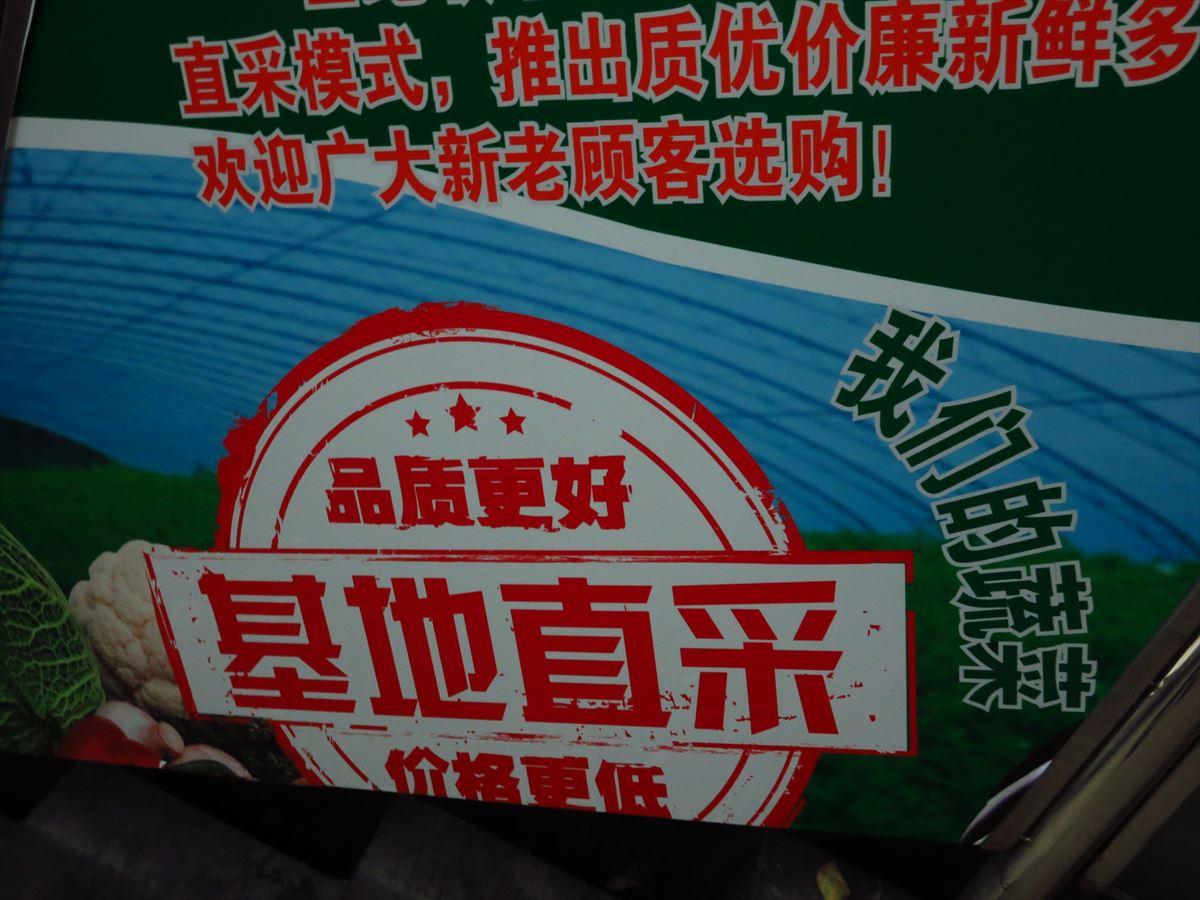 直采模式，推出质优价廉新鲜多
欢迎广大新老顾客选购！
我们的蔬菜
品质更好
基地直采
价格更低